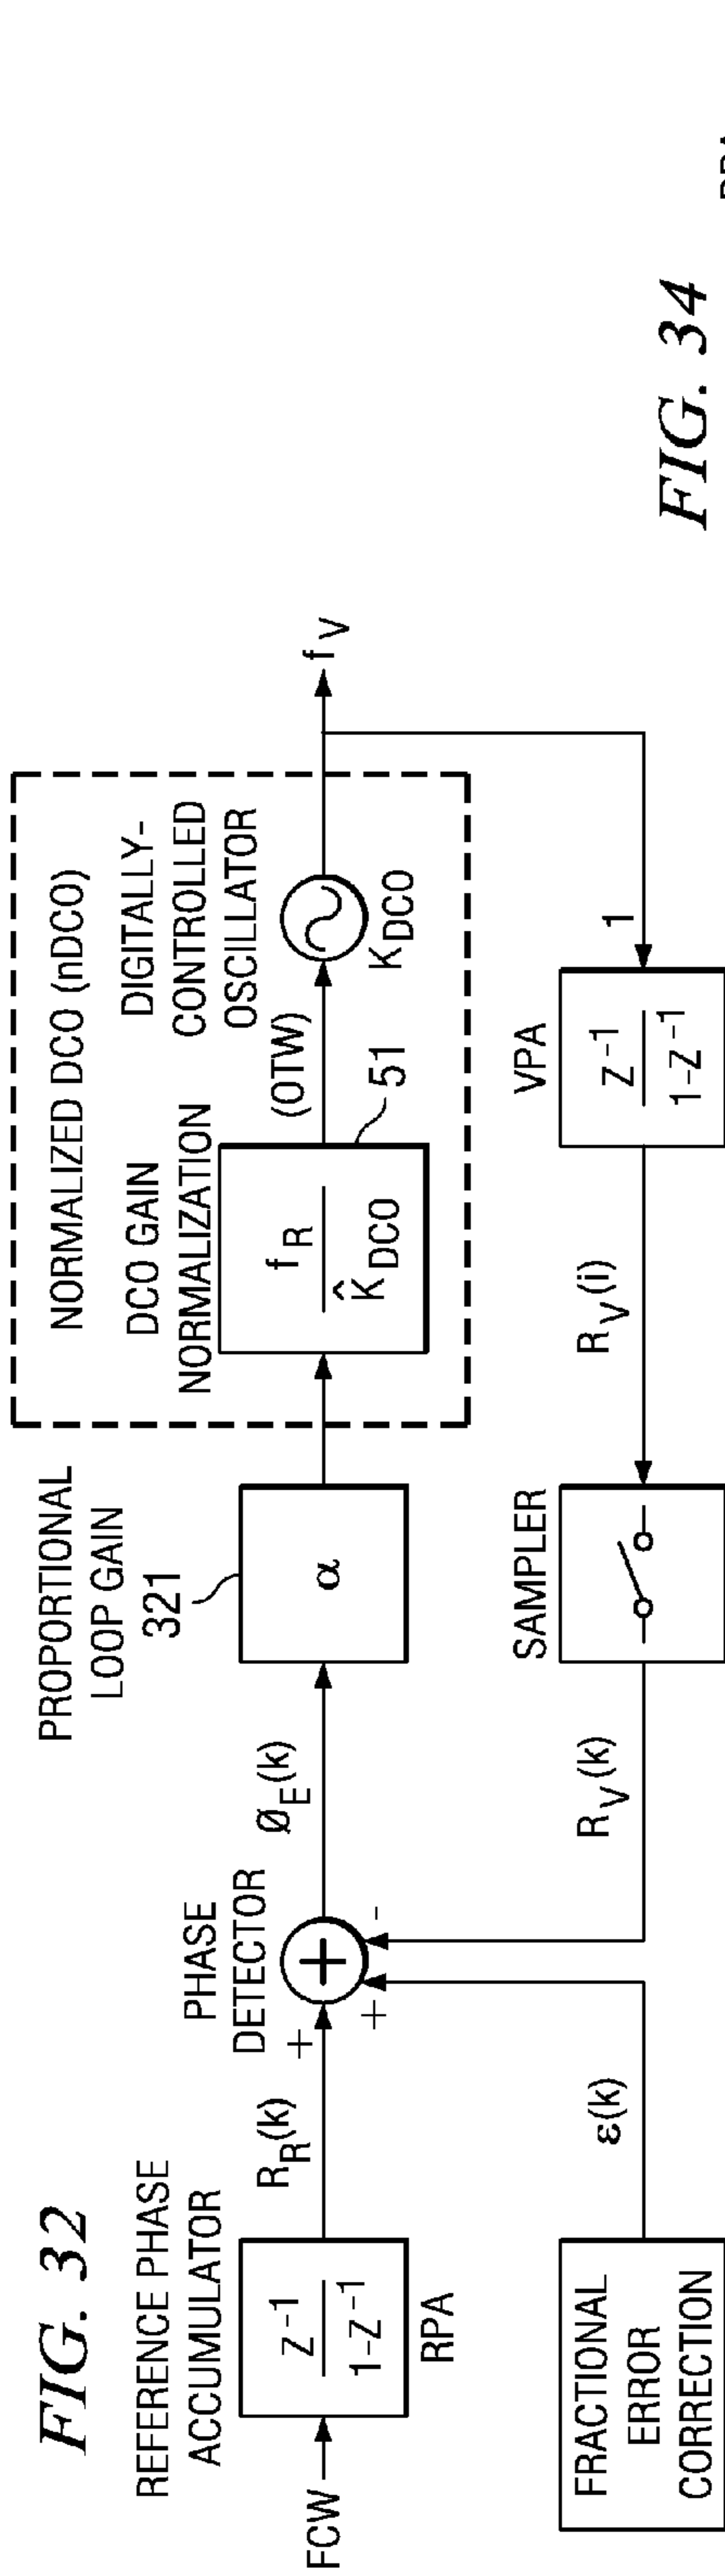 FIG. 32
REFERENCE PHASE
ACCUMULATOR
FCW
Z⁻¹
1-Z⁻¹
RPA
R_R(k)
+
PHASE
DETECTOR
+
+
-
Ø_E(k)
PROPORTIONAL
LOOP GAIN
321
α
NORMALIZED DCO (nDCO)
DCO GAIN
NORMALIZATION
f_R
K̂_DCO
51
(OTW)
DIGITALLY-
CONTROLLED
OSCILLATOR
K_DCO
f_V
FRACTIONAL
ERROR
CORRECTION
ε(k)
R_V(k)
SAMPLER
R_V(i)
VPA
Z⁻¹
1-Z⁻¹
1
FIG. 34